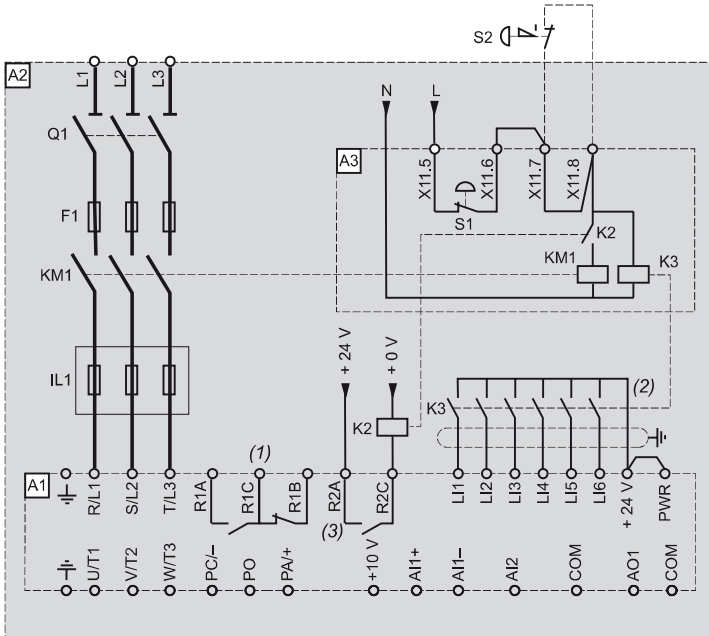 S2
A2
L1
L2
L3
N
L
Q1
A3
X11.5
X11.6
X11.7
X11.8
S1
K2
F1
KM1
K3
KM1
+ 24 V
+ 0 V
IL1
(2)
K3
K2
(1)
A1
R/L1
S/L2
T/L3
R1A
R1C
R1B
R2A
R2C
LI1
LI2
LI3
LI4
LI5
LI6
+ 24 V
PWR
(3)
U/T1
V/T2
W/T3
PC/–
PO
PA/+
+10 V
AI1+
AI1–
AI2
COM
AO1
COM